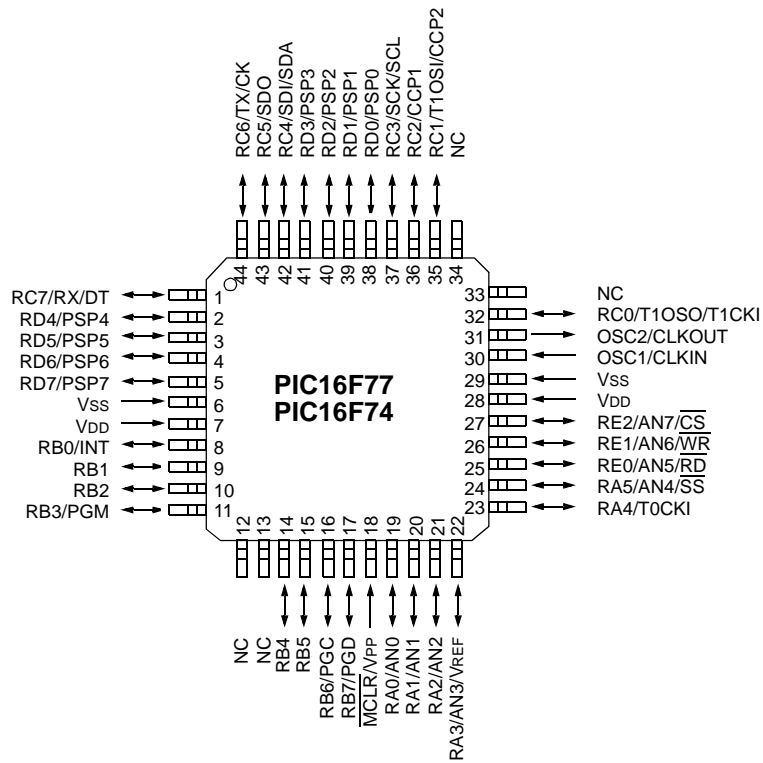 RC6/TX/CK
RC5/SDO
RC4/SDI/SDA
RD3/PSP3
RD2/PSP2
RD1/PSP1
RD0/PSP0
RC3/SCK/SCL
RC2/CCP1
RC1/T1OSI/CCP2
NC
44
43
42
41
40
39
38
37
36
35
34
RC7/RX/DT 1
RD4/PSP4 2
RD5/PSP5 3
RD6/PSP6 4
RD7/PSP7 5
VSS 6
VDD 7
RB0/INT 8
RB1 9
RB2 10
RB3/PGM 11
PIC16F77
PIC16F74
33 NC
32 RC0/T1OSO/T1CKI
31 OSC2/CLKOUT
30 OSC1/CLKIN
29 VSS
28 VDD
27 RE2/AN7/CS
26 RE1/AN6/WR
25 RE0/AN5/RD
24 RA5/AN4/SS
23 RA4/T0CKI
12
13
14
15
16
17
18
19
20
21
22
NC
NC
RB4
RB5
RB6/PGC
RB7/PGD
MCLR/VPP
RA0/AN0
RA1/AN1
RA2/AN2
RA3/AN3/VREF